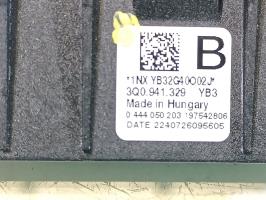 B
*1NX YB32G40O02J*
3Q0.941.329 YB3
Made in Hungary
0 444 050 203 197542806
DATE 2240726095605